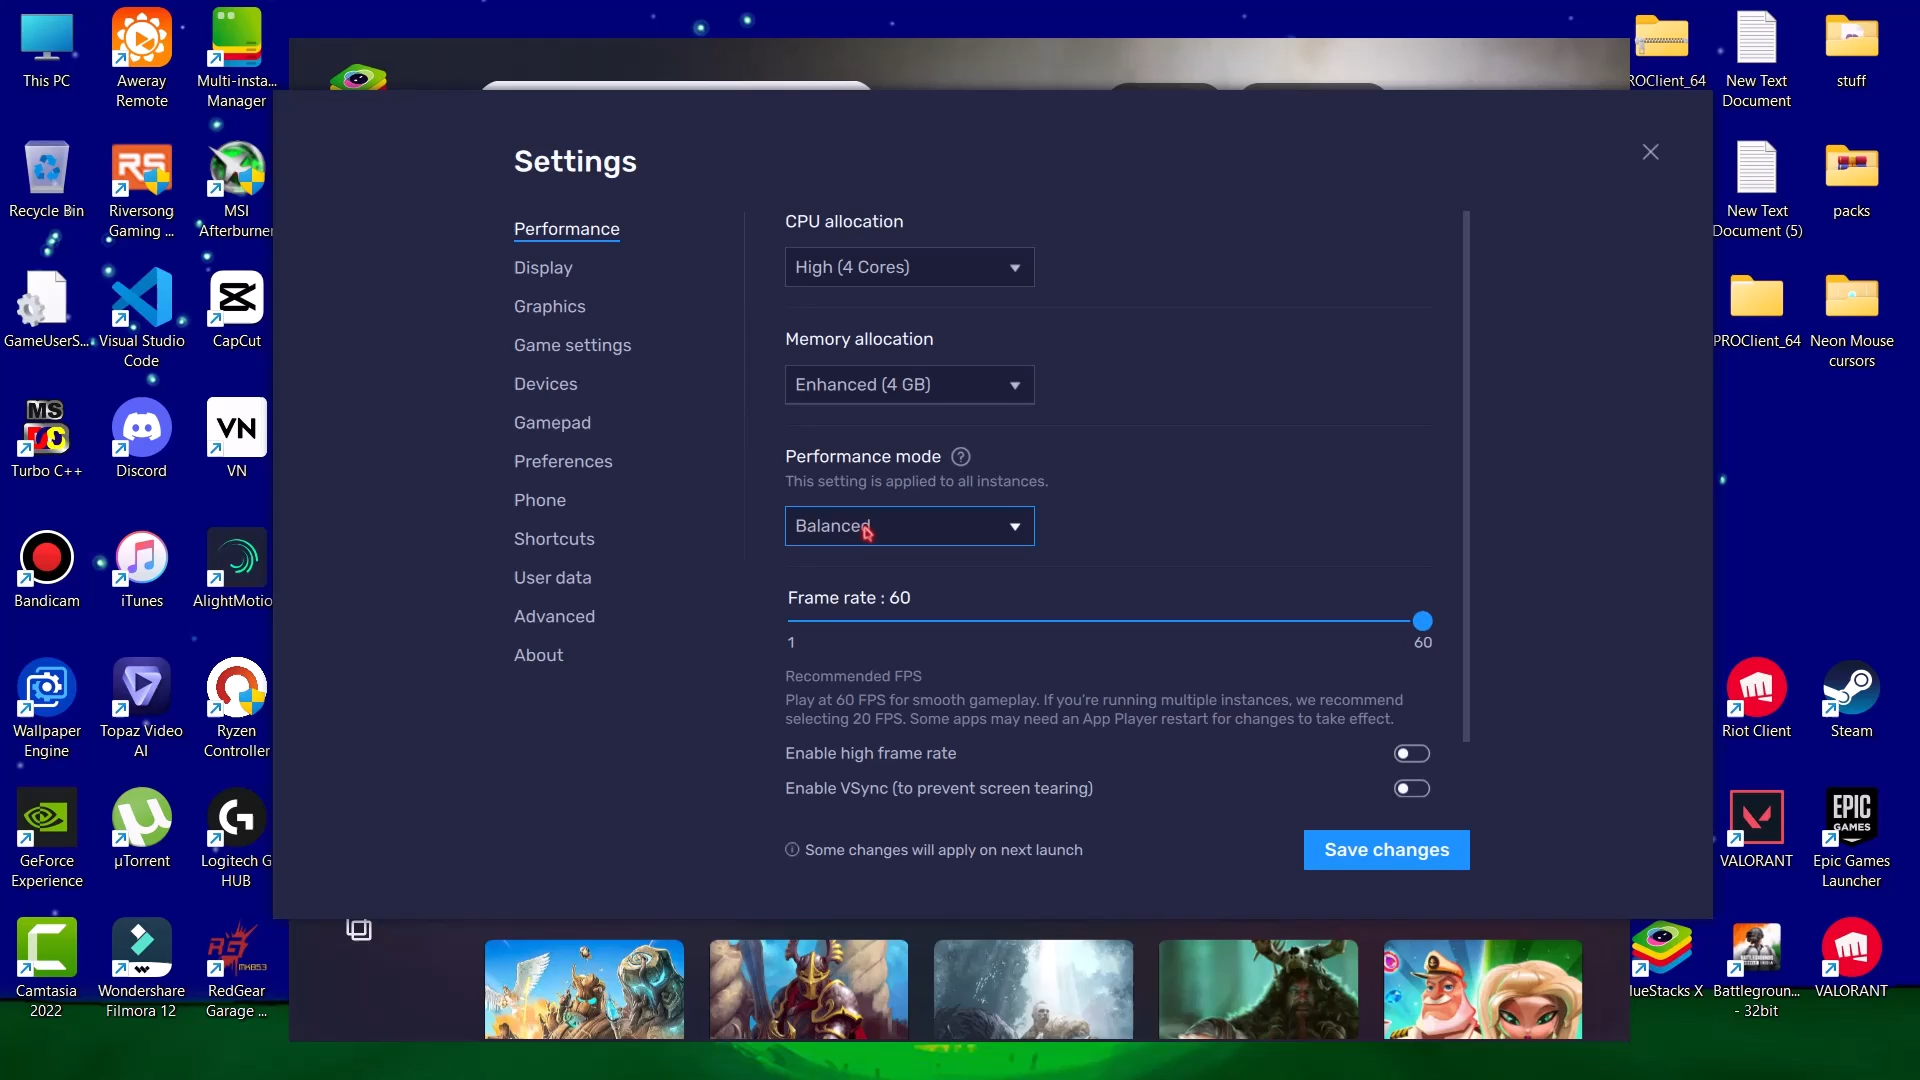 This PC
Aweray
Remote
Multi-insta...
Manager
Recycle Bin
RS
Riversong
Gaming ...
MSI
Afterburner
GameUserS...
Visual Studio
Code
CapCut
MS
Turbo C++
Discord
VN
VN
Bandicam
iTunes
AlightMotio
Wallpaper
Engine
Topaz Video
AI
Ryzen
Controller
GeForce
Experience
µTorrent
Logitech G
HUB
Camtasia
2022
Wondershare
Filmora 12
RedGear
Garage ...
Settings
Performance
Display
Graphics
Game settings
Devices
Gamepad
Preferences
Phone
Shortcuts
User data
Advanced
About
CPU allocation
High (4 Cores)
Memory allocation
Enhanced (4 GB)
Performance mode ?
This setting is applied to all instances.
Balanced
Frame rate : 60
1
60
Recommended FPS
Play at 60 FPS for smooth gameplay. If you're running multiple instances, we recommend
selecting 20 FPS. Some apps may need an App Player restart for changes to take effect.
Enable high frame rate
Enable VSync (to prevent screen tearing)
Some changes will apply on next launch
Save changes
ROClient_64
New Text
Document
stuff
New Text
Document (5)
packs
PROClient_64
Neon Mouse
cursors
Riot Client
Steam
VALORANT
EPIC
GAMES
Epic Games
Launcher
lueStacks X
Battlegroun...
- 32bit
VALORANT